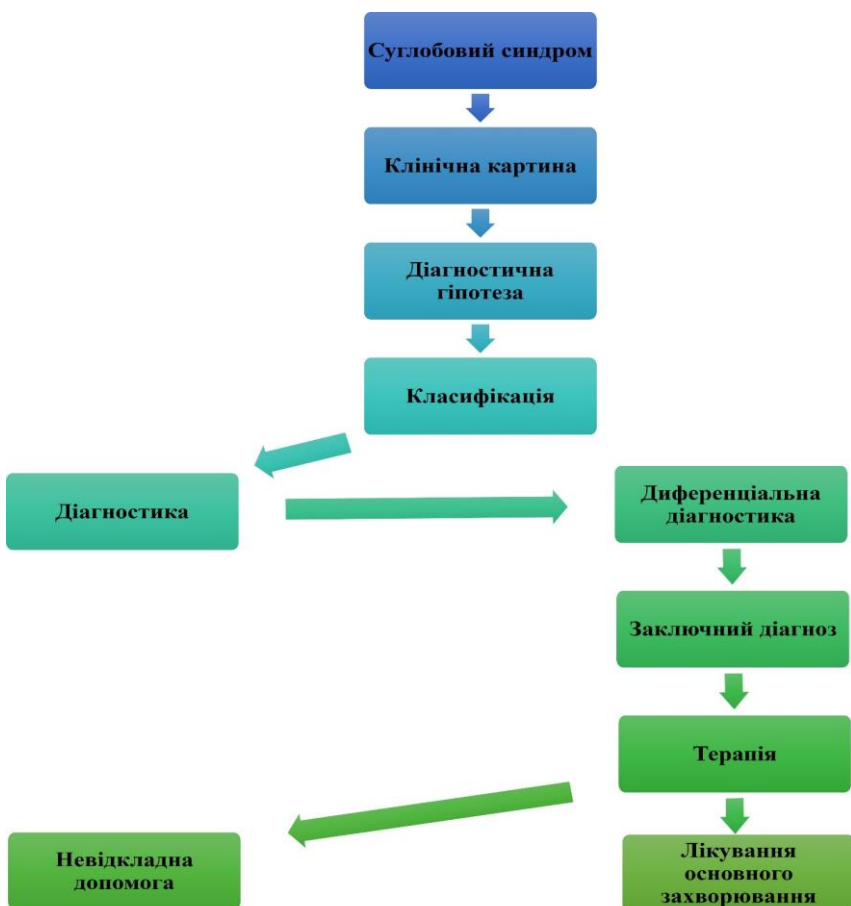 Суглобовий синдром
Клінічна картина
Діагностична
гіпотеза
Класифікація
Діагностика
Диференціальна
діагностика
Заключний діагноз
Терапія
Невідкладна
допомога
Лікування
основного
захворювання